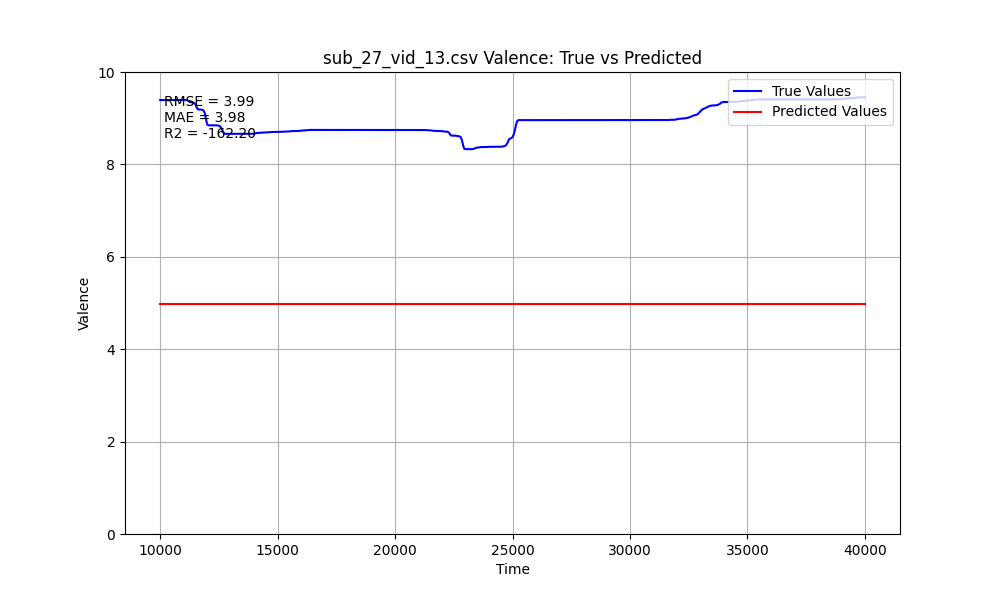 sub_27_vid_13.csv Valence: True vs Predicted
RMSE = 3.99
MAE = 3.98
R2 = -162.20
True Values
Predicted Values
Valence
10
8
6
4
2
0
10000 15000 20000 25000 30000 35000 40000
Time